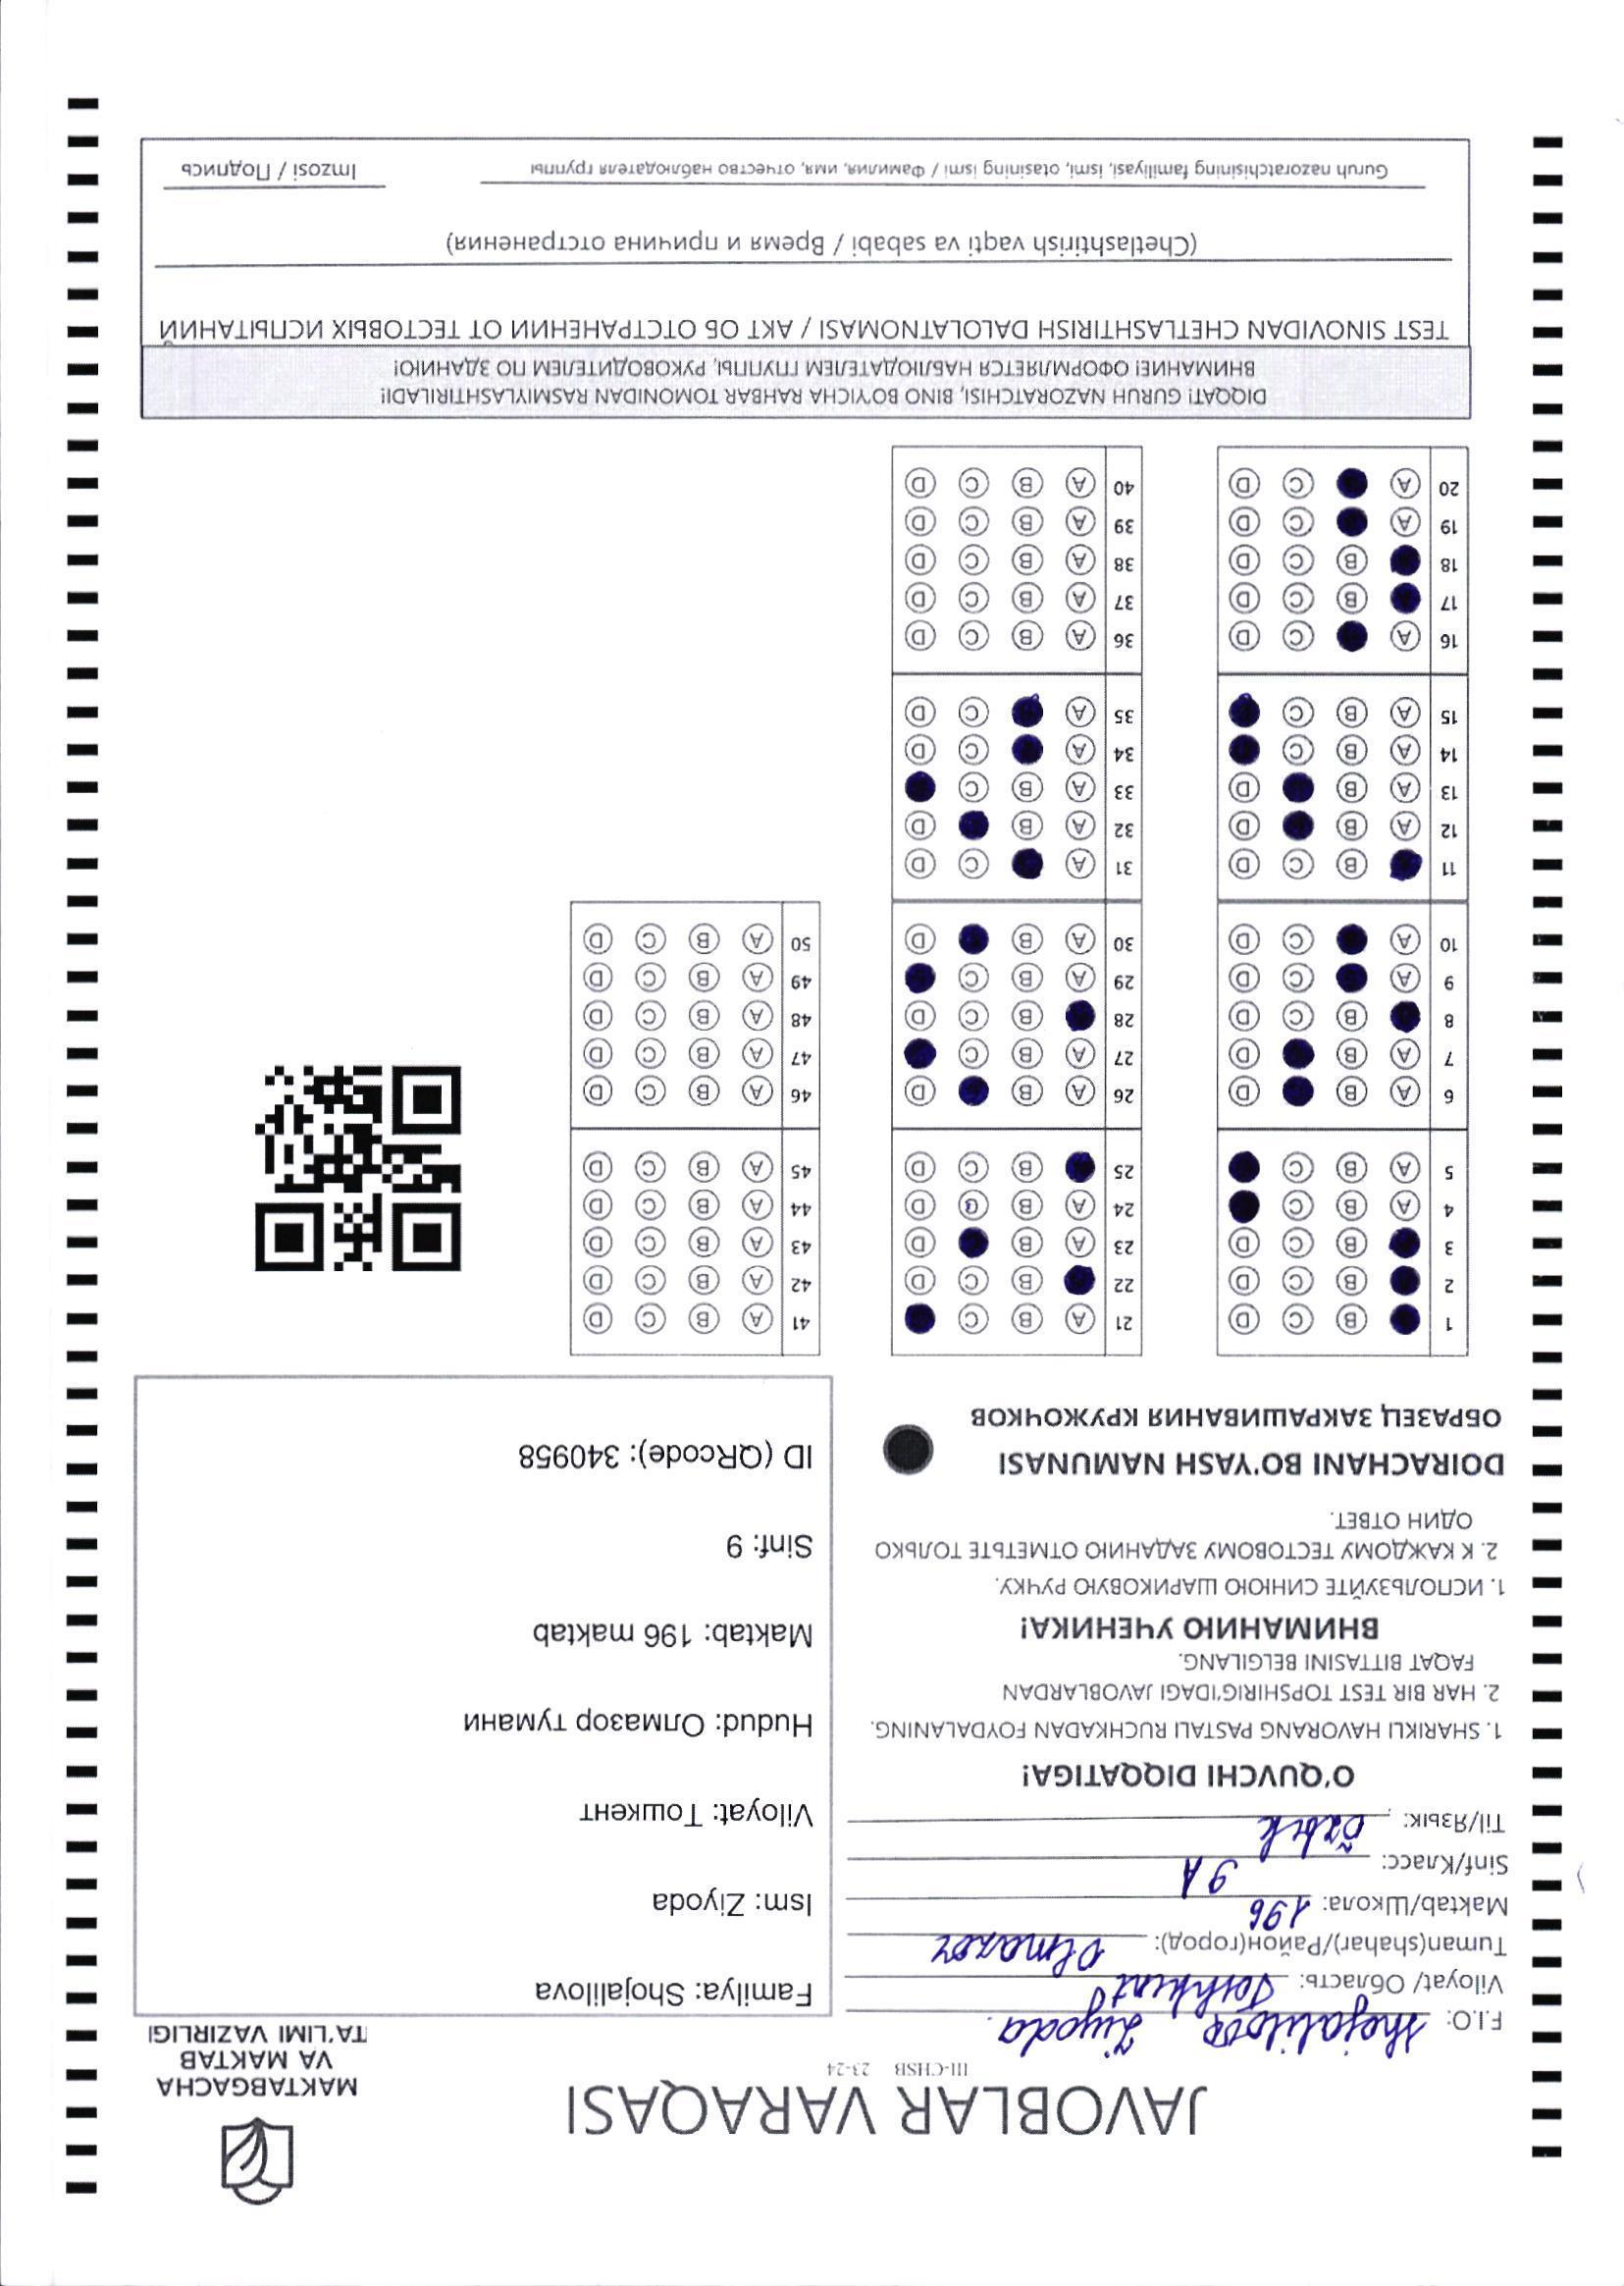 JAVOBLAR VARAQASI
III-CHSB 23-24
MAKTABGACHA
VA MAKTAB
TA'LIMI VAZIRLIGI
F.I.O: Shojalilova Ziyoda.
Viloyat/ Область: Toshkent
Tuman(shahar)/Район(город): Olmazor
Maktab/Школа: 196
Sinf/Класс: 9 A
Til/Язык: õzbek
O'QUVCHI DIQQATIGA!
1. SHARIKLI HAVORANG PASTALI RUCHKADAN FOYDALANING.
2. HAR BIR TEST TOPSHIRIG'IDAGI JAVOBLARDAN
FAQAT BITTASINI BELGILANG.
ВНИМАНИЮ УЧЕНИКА!
1. ИСПОЛЬЗУЙТЕ СИНЮЮ ШАРИКОВУЮ РУЧКУ.
2. К КАЖДОМУ ТЕСТОВОМУ ЗАДАНИЮ ОТМЕТЬТЕ ТОЛЬКО
ОДИН ОТВЕТ.
DOIRACHANI BO'YASH NAMUNASI
ОБРАЗЕЦ ЗАКРАШИВАНИЯ КРУЖОЧКОВ
Familya: Shojalilova
Ism: Ziyoda
Viloyat: Тошкент
Hudud: Олмазор тумани
Maktab: 196 maktab
Sinf: 9
ID (QRcode): 340958
1 B C D
2 B C D
3 B C D
4 A B C
5 A B C
6 A B D
7 A B D
8 B C D
9 A C D
10 A C D
11 B C D
12 A B D
13 A B D
14 A B C
15 A B C
16 A C D
17 B C D
18 B C D
19 A C D
20 A C D
21 A B C
22 B C D
23 A B D
24 A B C D
25 B C D
26 A B D
27 A B C
28 B C D
29 A B C
30 A B D
31 A C D
32 A B D
33 A B C
34 A C D
35 A C D
36 A B C D
37 A B C D
38 A B C D
39 A B C D
40 A B C D
41 A B C D
42 A B C D
43 A B C D
44 A B C D
45 A B C D
46 A B C D
47 A B C D
48 A B C D
49 A B C D
50 A B C D
DIQQAT! GURUH NAZORATCHISI, BINO BOYICHA RAHBAR TOMONIDAN RASMIYLASHTIRILADI!
ВНИМАНИЕ! ОФОРМЛЯЕТСЯ НАБЛЮДАТЕЛЕМ ГРУППЫ, РУКОВОДИТЕЛЕМ ПО ЗДАНИЮ!
TEST SINOVIDAN CHETLASHTIRISH DALOLATNOMASI / АКТ ОБ ОТСТРАНЕНИИ ОТ ТЕСТОВЫХ ИСПЫТАНИЙ
(Chetlashtirish vaqti va sababi / Время и причина отстранения)
Guruh nazoratchisining familiyasi, ismi, otasining ismi / Фамилия, имя, отчество наблюдателя группы
Imzosi / Подпись